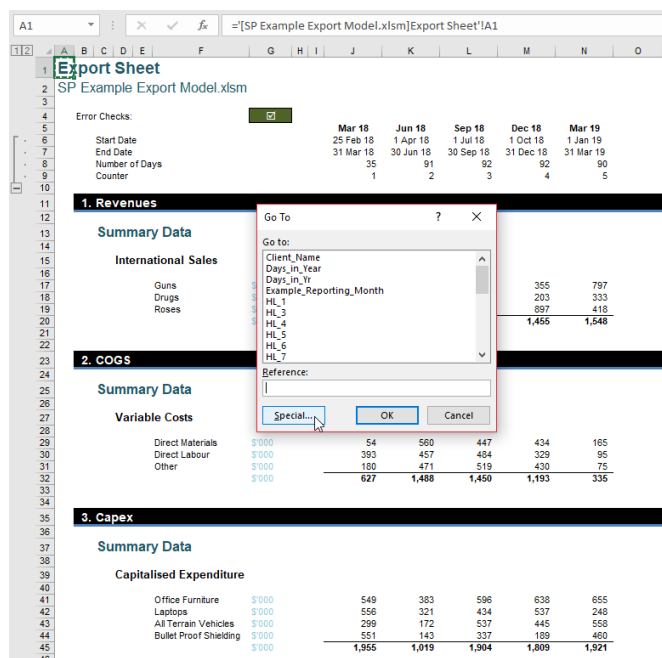 A1 fx ='[SP Example Export Model.xlsm]Export Sheet'!A1
1 2 A B C D E F G H I J K L M N O
1 Export Sheet
2 SP Example Export Model.xlsm
3
4 Error Checks:
5 Mar 18 Jun 18 Sep 18 Dec 18 Mar 19
6 Start Date 25 Feb 18 1 Apr 18 1 Jul 18 1 Oct 18 1 Jan 19
7 End Date 31 Mar 18 30 Jun 18 30 Sep 18 31 Dec 18 31 Mar 19
8 Number of Days 35 91 92 92 90
9 Counter 1 2 3 4 5
10
11 1. Revenues
12
13 Summary Data
14
15 International Sales
16
17 Guns $ 355 797
18 Drugs $ 203 333
19 Roses $ 897 418
20 $ 1,455 1,548
21
22
23 2. COGS
24
25 Summary Data
26
27 Variable Costs
28
29 Direct Materials $'000 54 560 447 434 165
30 Direct Labour $'000 393 457 484 329 95
31 Other $'000 180 471 519 430 75
32 $'000 627 1,488 1,450 1,193 335
33
34
35 3. Capex
36
37 Summary Data
38
39 Capitalised Expenditure
40
41 Office Furniture $'000 549 383 596 638 655
42 Laptops $'000 556 321 434 537 248
43 All Terrain Vehicles $'000 299 172 537 445 558
44 Bullet Proof Shielding $'000 551 143 337 189 460
45 $'000 1,955 1,019 1,904 1,809 1,921
Go To ?
Go to:
Client_Name
Days_in_Year
Days_in_Yr
Example_Reporting_Month
HL_1
HL_3
HL_4
HL_5
HL_6
HL_7
Reference:
Special... OK Cancel